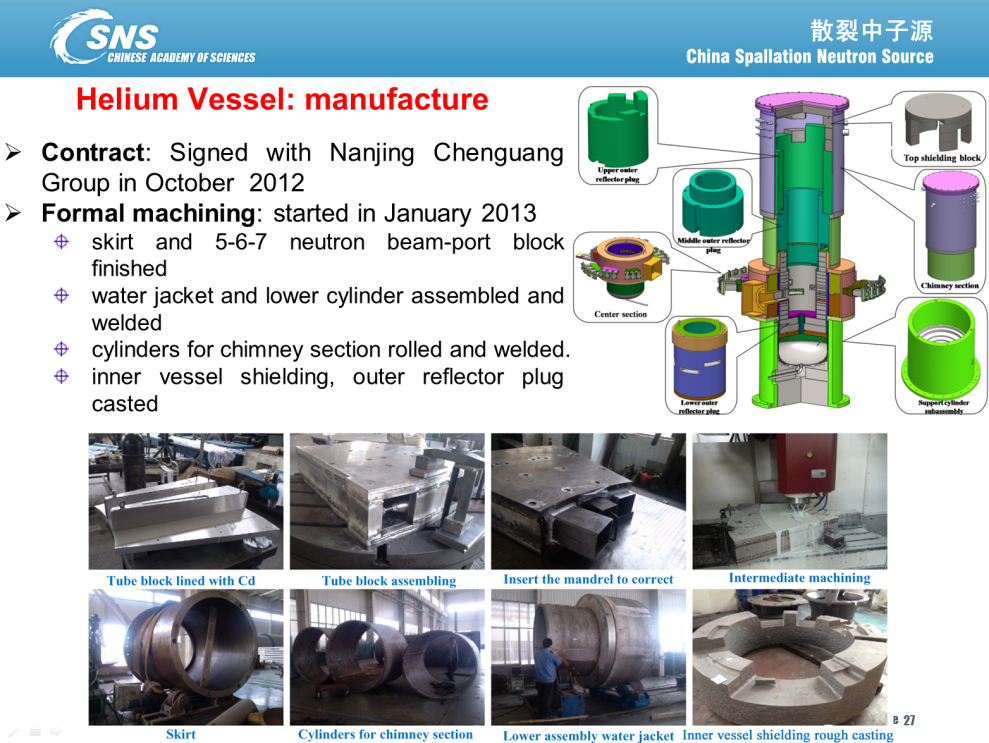 SNS
CHINESE ACADEMY OF SCIENCES
散裂中子源
China Spallation Neutron Source
Helium Vessel: manufacture
Contract: Signed with Nanjing Chenguang
Group in October 2012
Formal machining: started in January 2013
skirt and 5-6-7 neutron beam-port block
finished
water jacket and lower cylinder assembled and
welded
cylinders for chimney section rolled and welded.
inner vessel shielding, outer reflector plug
casted
Upper outer
reflector plug
Top shielding block
Middle outer reflector
plug
Center section
Chimney section
Lower outer
reflector plug
Support cylinder
subassembly
Tube block lined with Cd
Tube block assembling
Insert the mandrel to correct
Intermediate machining
Skirt
Cylinders for chimney section
Lower assembly water jacket
Inner vessel shielding rough casting
e 27